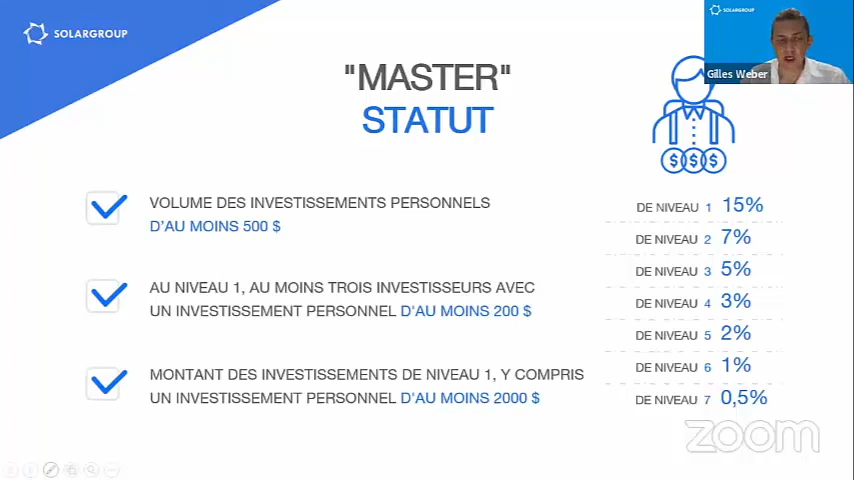 SOLARGROUP
Gilles Weber
"MASTER"
STATUT
VOLUME DES INVESTISSEMENTS PERSONNELS
D'AU MOINS 500 $
AU NIVEAU 1, AU MOINS TROIS INVESTISSEURS AVEC
UN INVESTISSEMENT PERSONNEL D'AU MOINS 200 $
MONTANT DES INVESTISSEMENTS DE NIVEAU 1, Y COMPRIS
UN INVESTISSEMENT PERSONNEL D'AU MOINS 2000 $
$ $ $
DE NIVEAU 1 15%
DE NIVEAU 2 7%
DE NIVEAU 3 5%
DE NIVEAU 4 3%
DE NIVEAU 5 2%
DE NIVEAU 6 1%
DE NIVEAU 7 0,5%
zoom